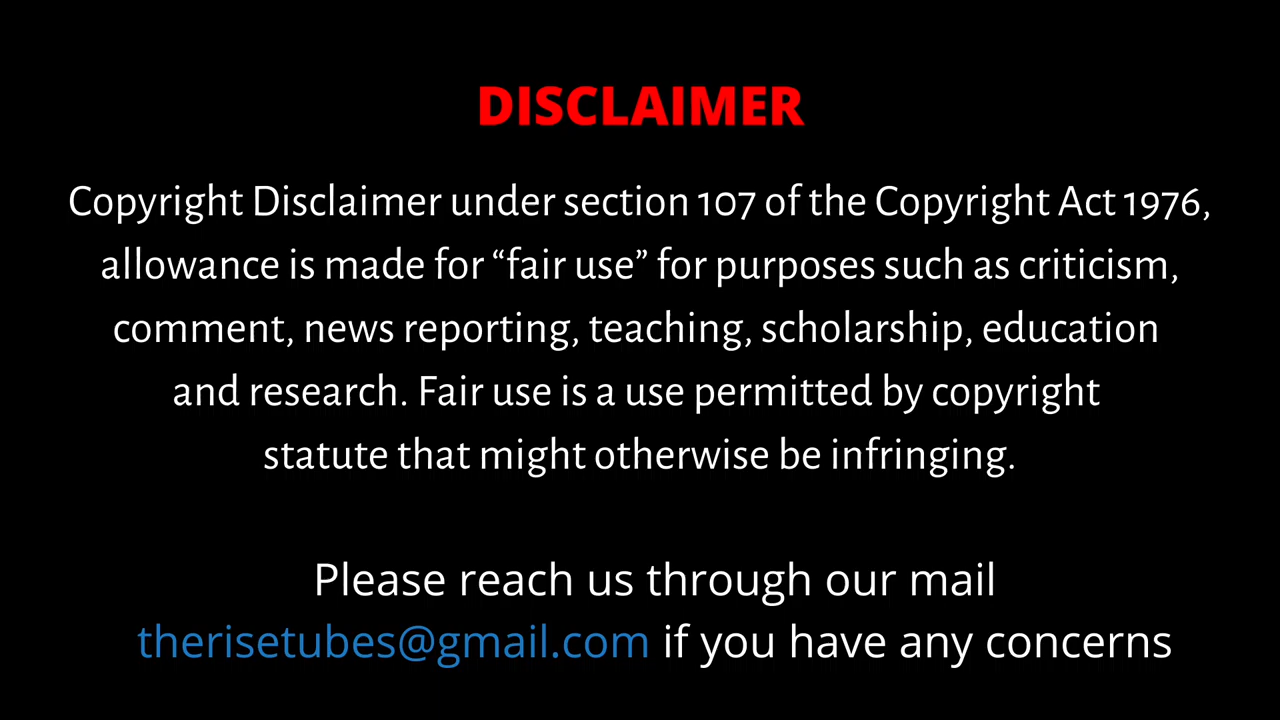 DISCLAIMER
Copyright Disclaimer under section 107 of the Copyright Act 1976,
allowance is made for “fair use” for purposes such as criticism,
comment, news reporting, teaching, scholarship, education
and research. Fair use is a use permitted by copyright
statute that might otherwise be infringing.
Please reach us through our mail
therisetubes@gmail.com if you have any concerns